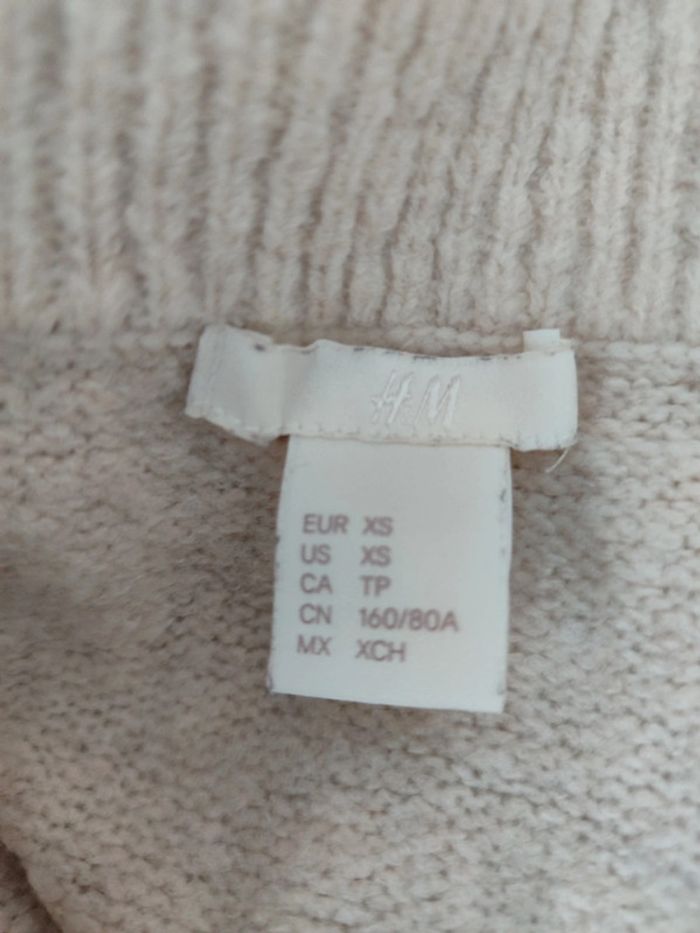 H&M
EUR XS
US XS
CA TP
CN 160/80A
MX XCH